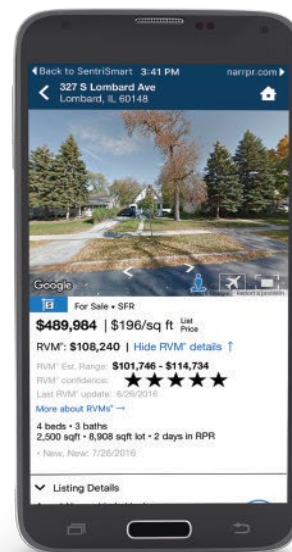 Back to SentriSmart 3:41 PM narrpr.com
327 S Lombard Ave
Lombard, IL 60148
Google
Report a problem
For Sale • SFR
$489,984 | $196/sq ft List Price
RVM®: $108,240 | Hide RVM® details ↑
RVM® Est. Range: $101,746 - $114,734
RVM® confidence: ★★★★★
Last RVM® update: 6/26/2016
More about RVMs® →
4 beds • 3 baths
2,500 sqft • 8,908 sqft lot • 2 days in RPR
• New, New: 7/26/2016
Listing Details